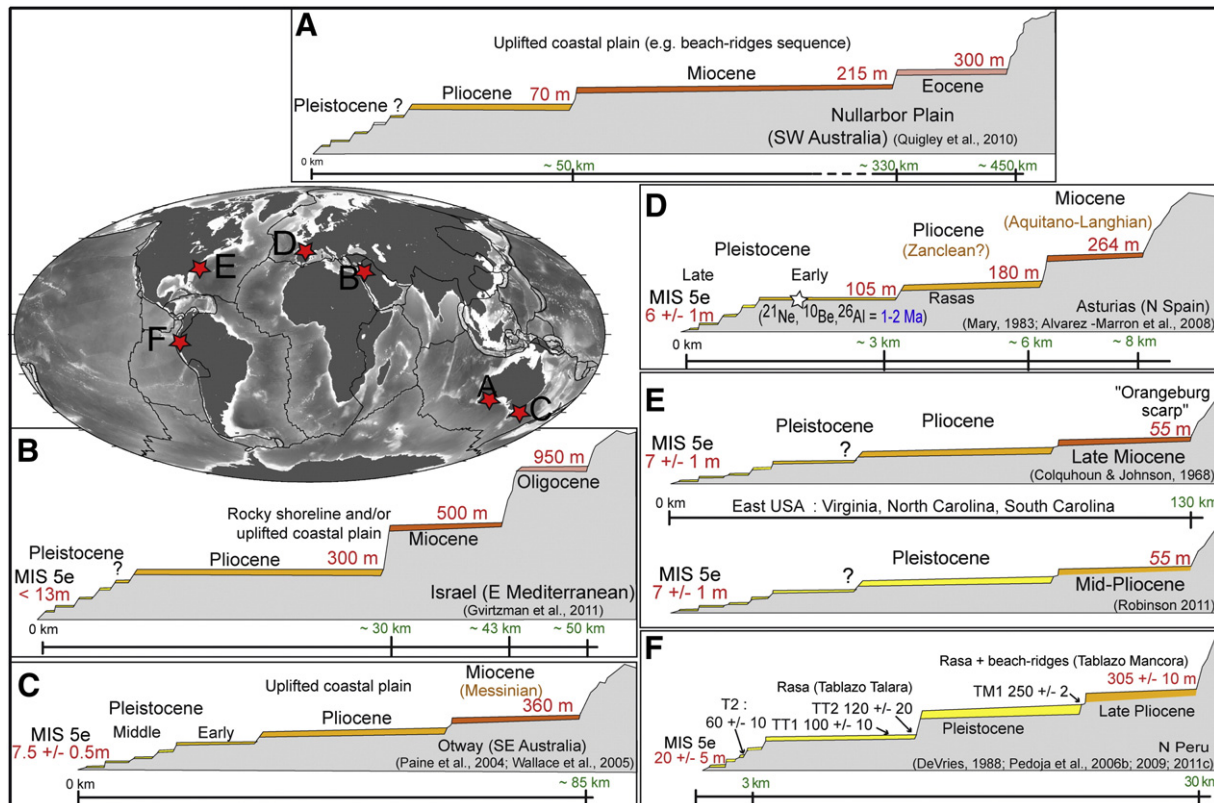 A
Uplifted coastal plain (e.g. beach-ridges sequence)
300 m
Miocene
215 m
Eocene
Pliocene
70 m
Pleistocene ?
Nullarbor Plain
(SW Australia) (Quigley et al., 2010)
0 km
~ 50 km
~ 330 km
~ 450 km
D
E
B
F
A
C
B
950 m
Oligocene
500 m
Rocky shoreline and/or
uplifted coastal plain
Miocene
Pleistocene
?
Pliocene
300 m
MIS 5e
< 13m
Israel (E Mediterranean)
(Gvirtzman et al., 2011)
0 km
~ 30 km
~ 43 km
~ 50 km
C
Miocene
(Messinian)
Uplifted coastal plain
360 m
Pleistocene
Middle
Early
Pliocene
MIS 5e
7.5 +/- 0.5m
Otway (SE Australia)
(Paine et al., 2004; Wallace et al., 2005)
0 km
~ 85 km
D
Miocene
(Aquitano-Langhian)
Pliocene
(Zanclean?)
264 m
Pleistocene
Late
Early
180 m
105 m
Rasas
MIS 5e
6 +/- 1m
(21Ne, 10Be,26Al = 1-2 Ma)
Asturias (N Spain)
(Mary, 1983; Alvarez -Marron et al., 2008)
0 km
~ 3 km
~ 6 km
~ 8 km
E
"Orangeburg
scarp"
55 m
Pleistocene
?
Pliocene
MIS 5e
7 +/- 1 m
Late Miocene
(Colquhoun & Johnson, 1968)
0 km
East USA : Virginia, North Carolina, South Carolina
130 km
Pleistocene
55 m
?
MIS 5e
7 +/- 1 m
Mid-Pliocene
(Robinson 2011)
F
Rasa + beach-ridges (Tablazo Mancora)
305 +/- 10 m
Rasa (Tablazo Talara)
TM1 250 +/- 2
T2 :
60 +/- 10
TT2 120 +/- 20
TT1 100 +/- 10
Late Pliocene
Pleistocene
MIS 5e
20 +/- 5 m
N Peru
(DeVries, 1988; Pedoja et al., 2006b; 2009; 2011c)
3 km
30 km